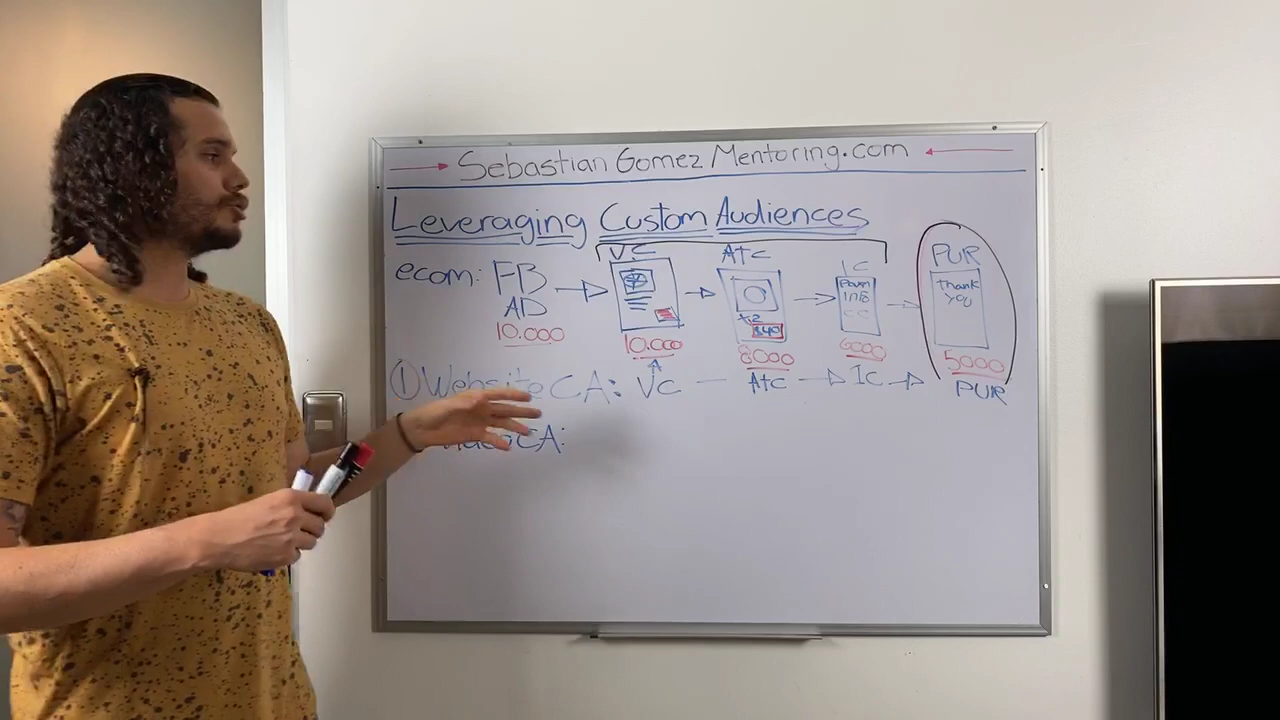 Sebastian Gomez Mentoring.com
Leveraging Custom Audiences
ecom: FB AD
10.000
VC
10.000
AtC
$40
8000
IC
6000
PUR
Thank you
5000
① Website CA: VC AtC IC PUR
CA: